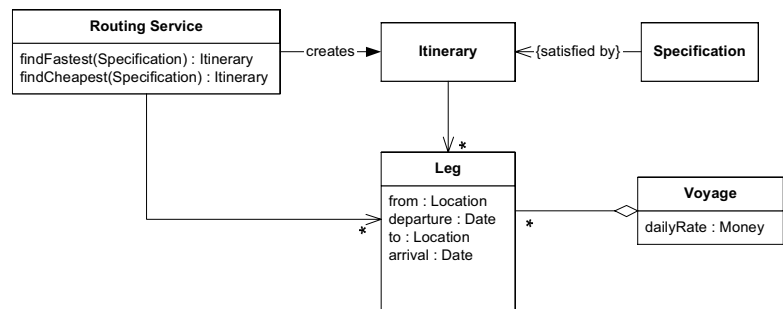 Routing Service
findFastest(Specification) : Itinerary
findCheapest(Specification) : Itinerary
creates
Itinerary
{satisfied by}
Specification
*
Leg
from : Location
departure : Date
to : Location
arrival : Date
*
*
Voyage
dailyRate : Money